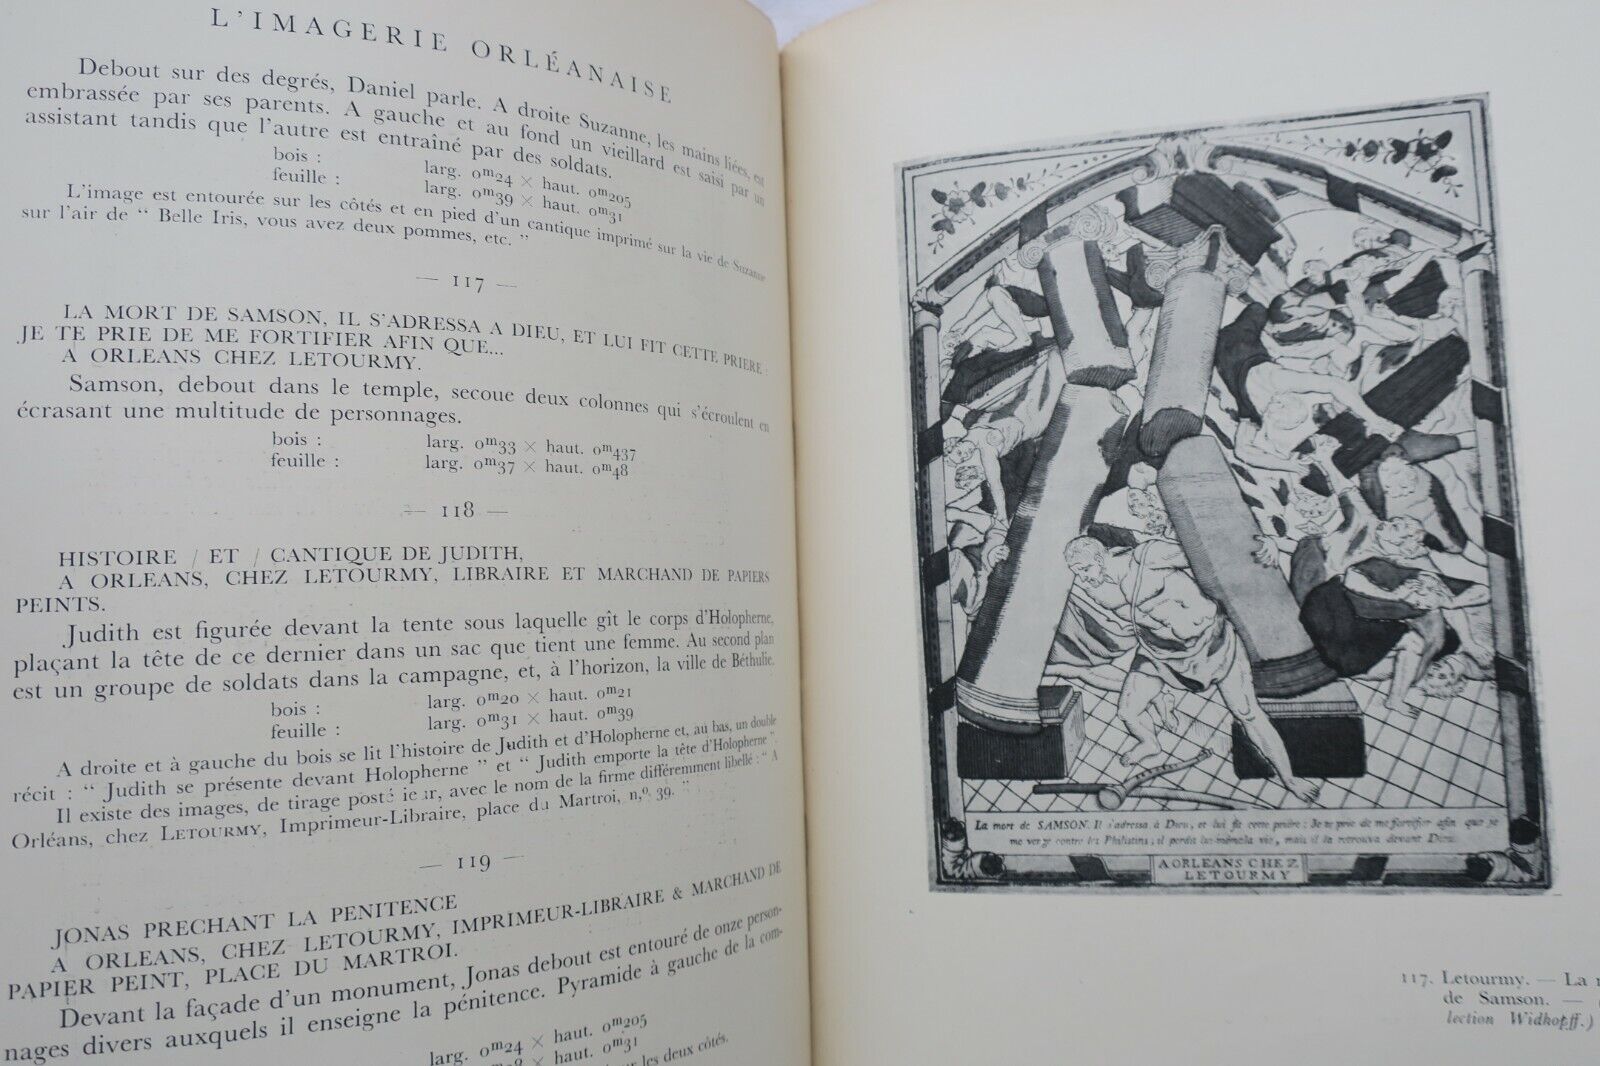 L'IMAGERIE ORLÉANAISE
Debout sur des degrés, Daniel parle. A droite Suzanne, les mains liées, est
embrassée par ses parents. A gauche et au fond un vieillard est saisi par un
assistant tandis que l'autre est entraîné par des soldats.
bois : larg. 0m24 × haut. 0m205
feuille : larg. 0m39 × haut. 0m31
L'image est entourée sur les côtés et en pied d'un cantique imprimé sur la vie de Suzanne
sur l'air de “ Belle Iris, vous avez deux pommes, etc. ”
— 117 —
LA MORT DE SAMSON, IL S'ADRESSA A DIEU, ET LUI FIT CETTE PRIERE :
JE TE PRIE DE ME FORTIFIER AFIN QUE...
A ORLEANS CHEZ LETOURMY.
Samson, debout dans le temple, secoue deux colonnes qui s'écroulent en
écrasant une multitude de personnages.
bois : larg. 0m33 × haut. 0m437
feuille : larg. 0m37 × haut. 0m48
— 118 —
HISTOIRE / ET / CANTIQUE DE JUDITH,
A ORLEANS, CHEZ LETOURMY, LIBRAIRE ET MARCHAND DE PAPIERS
PEINTS.
Judith est figurée devant la tente sous laquelle gît le corps d'Holopherne,
plaçant la tête de ce dernier dans un sac que tient une femme. Au second plan
est un groupe de soldats dans la campagne, et, à l'horizon, la ville de Béthulie.
bois : larg. 0m20 × haut. 0m21
feuille : larg. 0m31 × haut. 0m39
A droite et à gauche du bois se lit l'histoire de Judith et d'Holopherne et, au bas, un double
récit : “ Judith se présente devant Holopherne ” et “ Judith emporte la tête d'Holopherne ”.
Il existe des images, de tirage postérieur, avec le nom de la firme différemment libellé : “ A
Orléans, chez LETOURMY, Imprimeur-Libraire, place du Martroi, n,º 39. ”
— 119 —
JONAS PRECHANT LA PENITENCE
A ORLEANS, CHEZ LETOURMY, IMPRIMEUR-LIBRAIRE & MARCHAND DE
PAPIER PEINT, PLACE DU MARTROI.
Devant la façade d'un monument, Jonas debout est entouré de onze person-
nages divers auxquels il enseigne la pénitence. Pyramide à gauche de la com-
larg. 0m24 × haut. 0m205
× haut. 0m31
les deux côtés.
La mort de SAMSON. Il s'adressa à Dieu, et lui fit cette prière : Je te prie de me fortifier afin que je
me verge contre les Philistins ; il perdit lui-même la vie, mais il la retrouva devant Dieu.
A ORLEANS CHEZ
LETOURMY
117. Letourmy. — La
de Samson. —
lection Widhopff.)